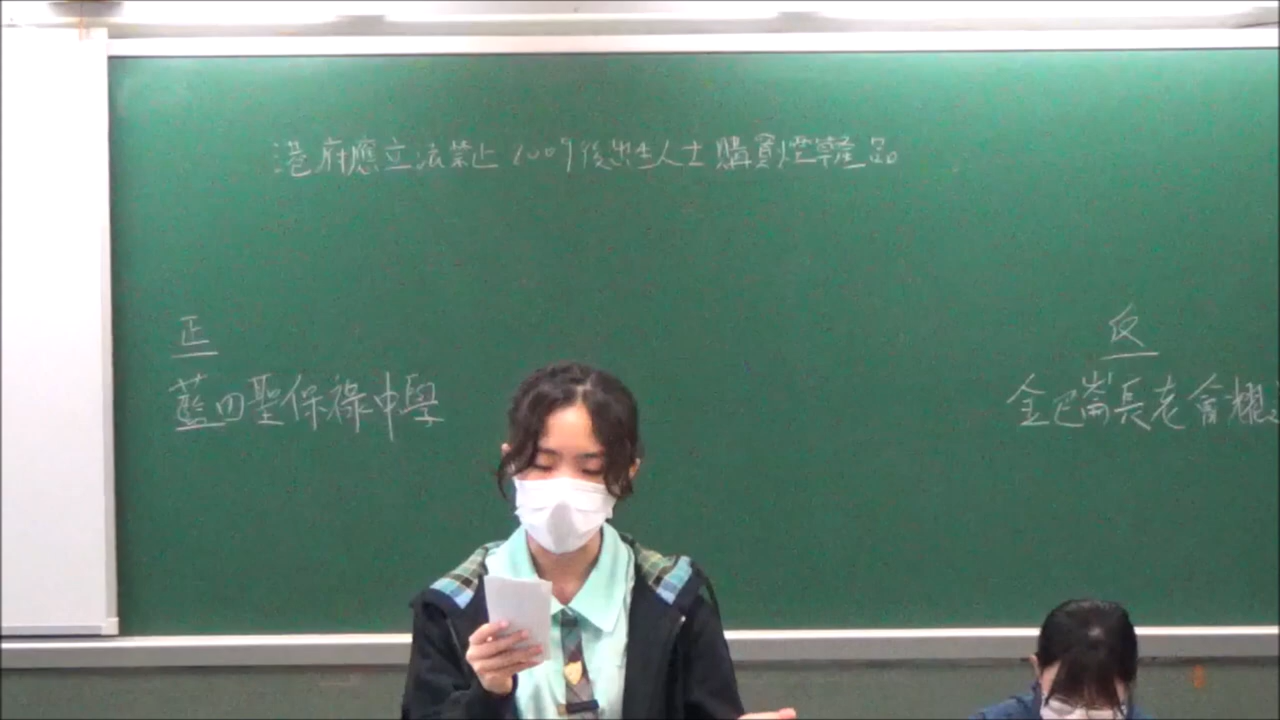 港府應立法禁止2009後出生人士購買煙草產品
正
藍田聖保祿中學
反
金巴崙長老會耀